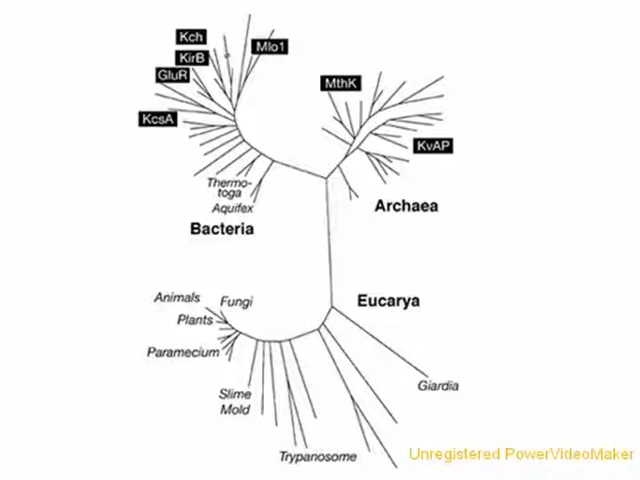 Kch
Mlo1
KirB
GluR
MthK
KcsA
KvAP
Thermo-
toga
Aquifex
Archaea
Bacteria
Animals
Fungi
Eucarya
Plants
Paramecium
Giardia
Slime
Mold
Trypanosome
Unregistered PowerVideoMaker